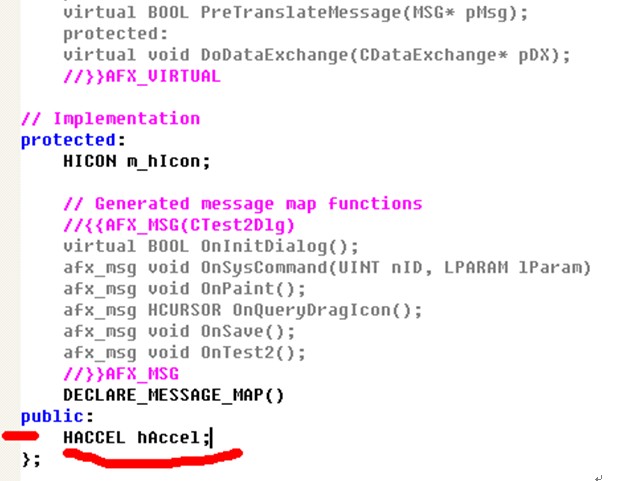 virtual BOOL PreTranslateMessage(MSG* pMsg);
protected:
virtual void DoDataExchange(CDataExchange* pDX);
//}}AFX_VIRTUAL
// Implementation
protected:
HICON m_hIcon;
// Generated message map functions
//{{AFX_MSG(CTest2Dlg)
virtual BOOL OnInitDialog();
afx_msg void OnSysCommand(UINT nID, LPARAM lParam)
afx_msg void OnPaint();
afx_msg HCURSOR OnQueryDragIcon();
afx_msg void OnSave();
afx_msg void OnTest2();
//}}AFX_MSG
DECLARE_MESSAGE_MAP()
public:
HACCEL hAccel;
};